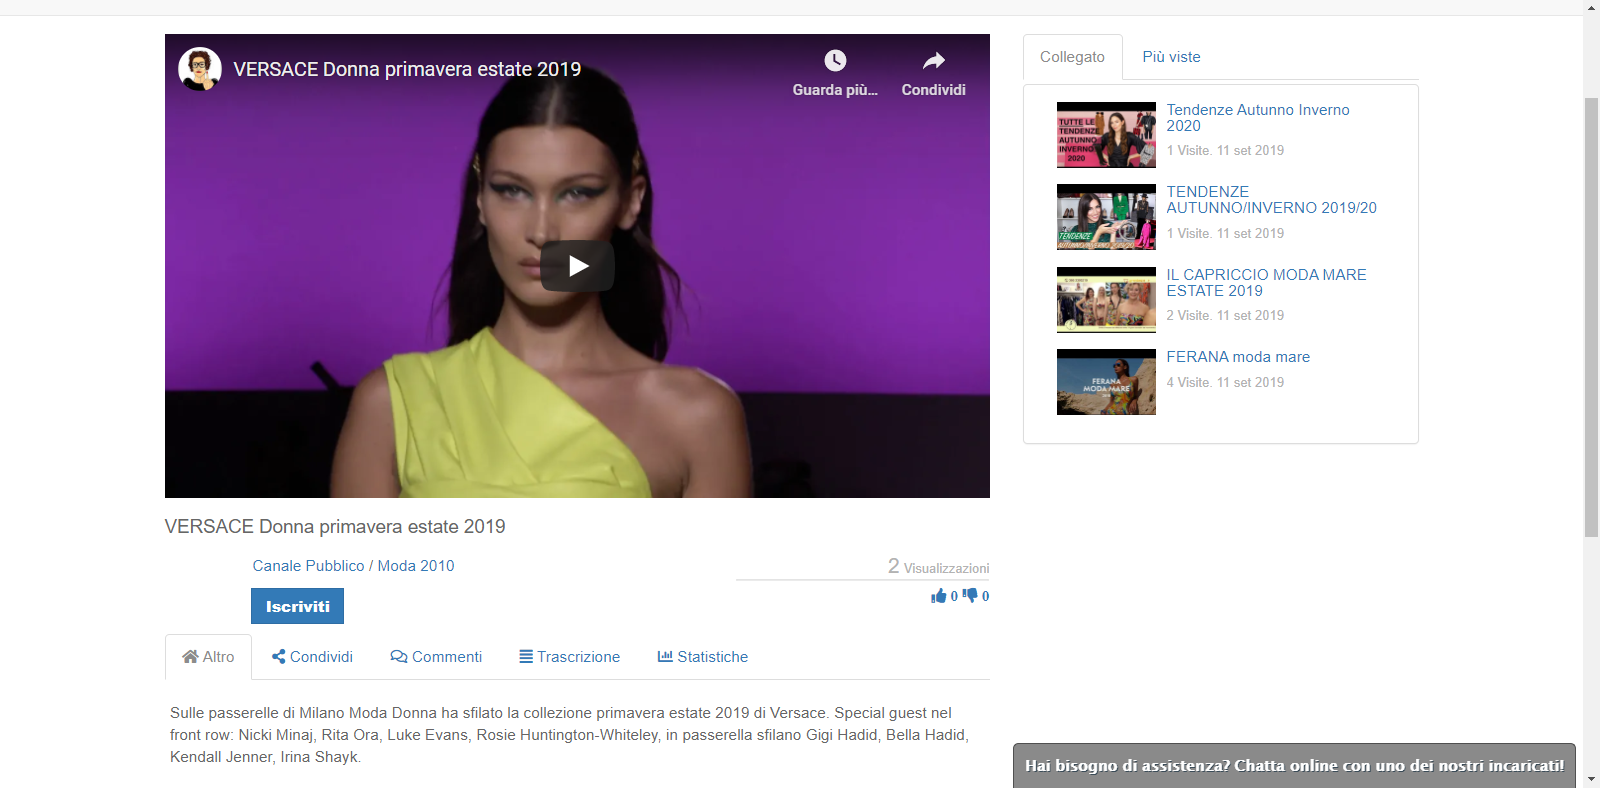 VERSACE Donna primavera estate 2019
Guarda più...
Condividi
VERSACE Donna primavera estate 2019
Canale Pubblico / Moda 2010
2 Visualizzazioni
Iscriviti
0 0
Altro
Condividi
Commenti
Trascrizione
Statistiche
Sulle passerelle di Milano Moda Donna ha sfilato la collezione primavera estate 2019 di Versace. Special guest nel
front row: Nicki Minaj, Rita Ora, Luke Evans, Rosie Huntington-Whiteley, in passerella sfilano Gigi Hadid, Bella Hadid,
Kendall Jenner, Irina Shayk.
Collegato
Più viste
TUTTE LE
TENDENZE
AUTUNNO
INVERNO
2020
Tendenze Autunno Inverno
2020
1 Visite. 11 set 2019
TENDENZE
AUTUNNO/INVERNO 2019/20
TENDENZE
AUTUNNO/INVERNO 2019/20
1 Visite. 11 set 2019
IL CAPRICCIO MODA MARE
ESTATE 2019
2 Visite. 11 set 2019
FERANA
MODA MARE
FERANA moda mare
4 Visite. 11 set 2019
Hai bisogno di assistenza? Chatta online con uno dei nostri incaricati!